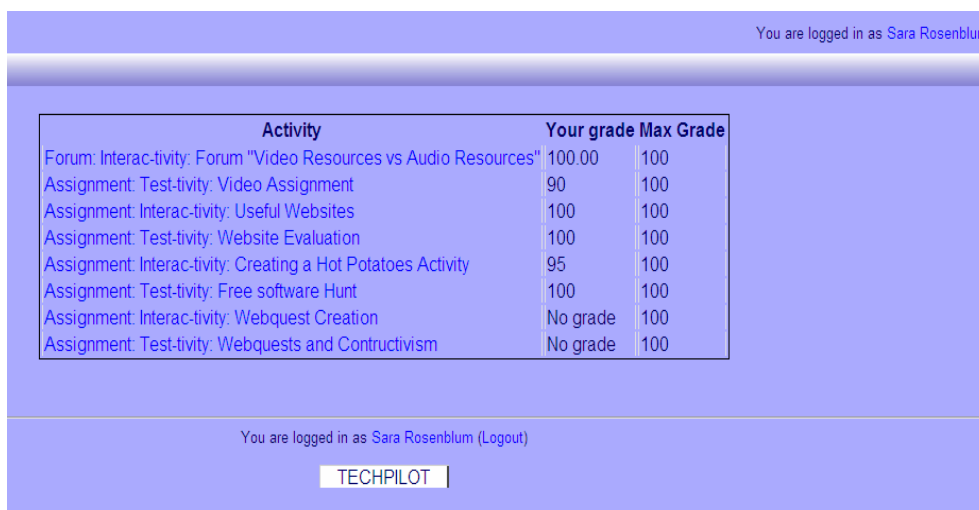 You are logged in as Sara Rosenblu
Activity Your grade Max Grade
Forum: Interac-tivity: Forum "Video Resources vs Audio Resources" 100.00 100
Assignment: Test-tivity: Video Assignment 90 100
Assignment: Interac-tivity: Useful Websites 100 100
Assignment: Test-tivity: Website Evaluation 100 100
Assignment: Interac-tivity: Creating a Hot Potatoes Activity 95 100
Assignment: Test-tivity: Free software Hunt 100 100
Assignment: Interac-tivity: Webquest Creation No grade 100
Assignment: Test-tivity: Webquests and Contructivism No grade 100
You are logged in as Sara Rosenblum (Logout)
TECHPILOT